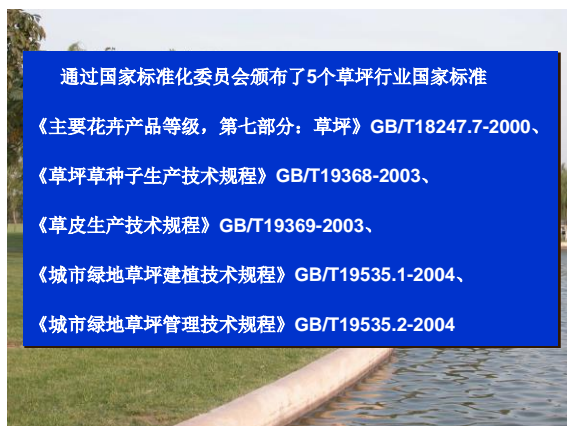 通过国家标准化委员会颁布了5个草坪行业国家标准
《主要花卉产品等级，第七部分：草坪》GB/T18247.7-2000、
《草坪草种子生产技术规程》GB/T19368-2003、
《草皮生产技术规程》GB/T19369-2003、
《城市绿地草坪建植技术规程》GB/T19535.1-2004、
《城市绿地草坪管理技术规程》GB/T19535.2-2004